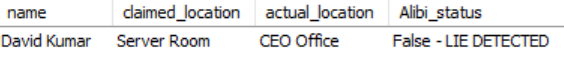 name claimed_location actual_location Alibi_status
David Kumar Server Room CEO Office False - LIE DETECTED